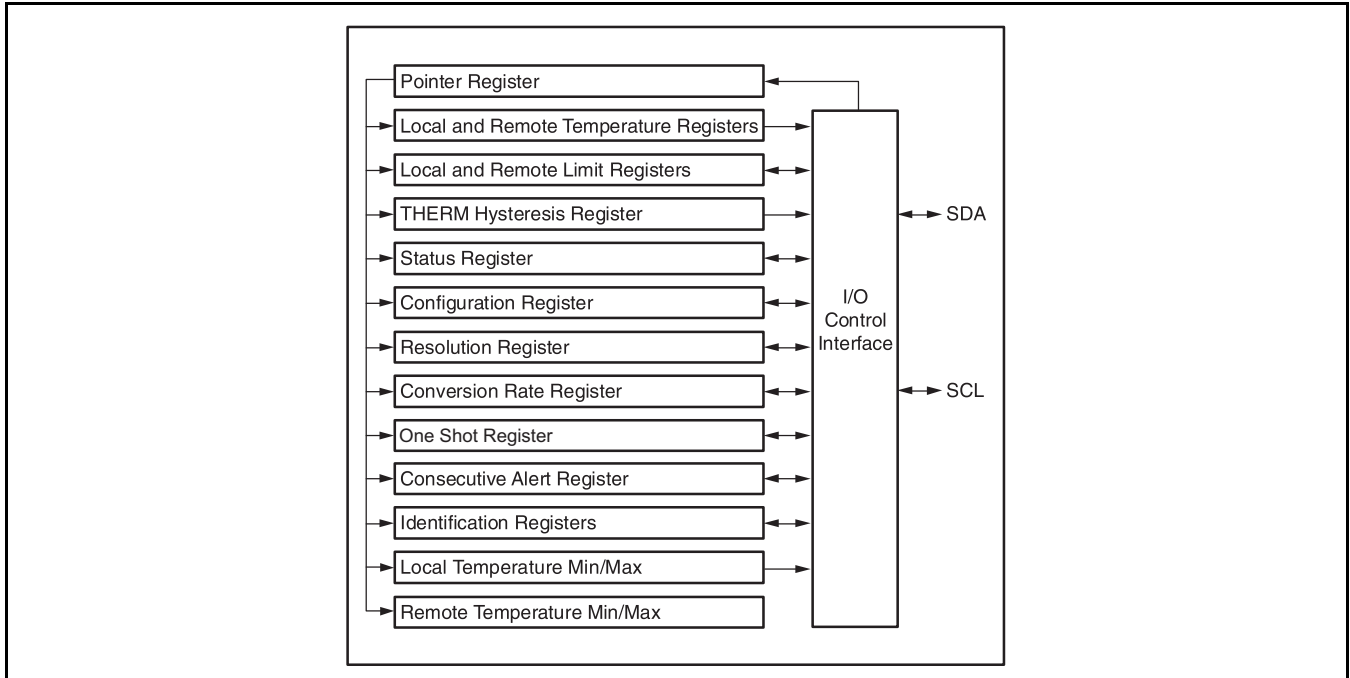 Pointer Register
Local and Remote Temperature Registers
Local and Remote Limit Registers
THERM Hysteresis Register
Status Register
Configuration Register
Resolution Register
Conversion Rate Register
One Shot Register
Consecutive Alert Register
Identification Registers
Local Temperature Min/Max
Remote Temperature Min/Max
I/O
Control
Interface
SDA
SCL